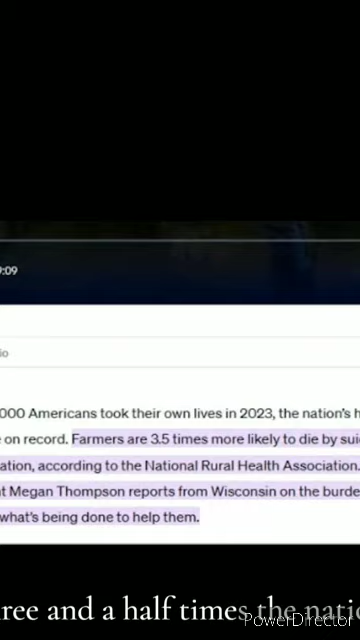 :09
io
000 Americans took their own lives in 2023, the nation's h
e on record. Farmers are 3.5 times more likely to die by sui
ation, according to the National Rural Health Association.
t Megan Thompson reports from Wisconsin on the burde
what's being done to help them.
ree and a half times the natio
PowerDirector